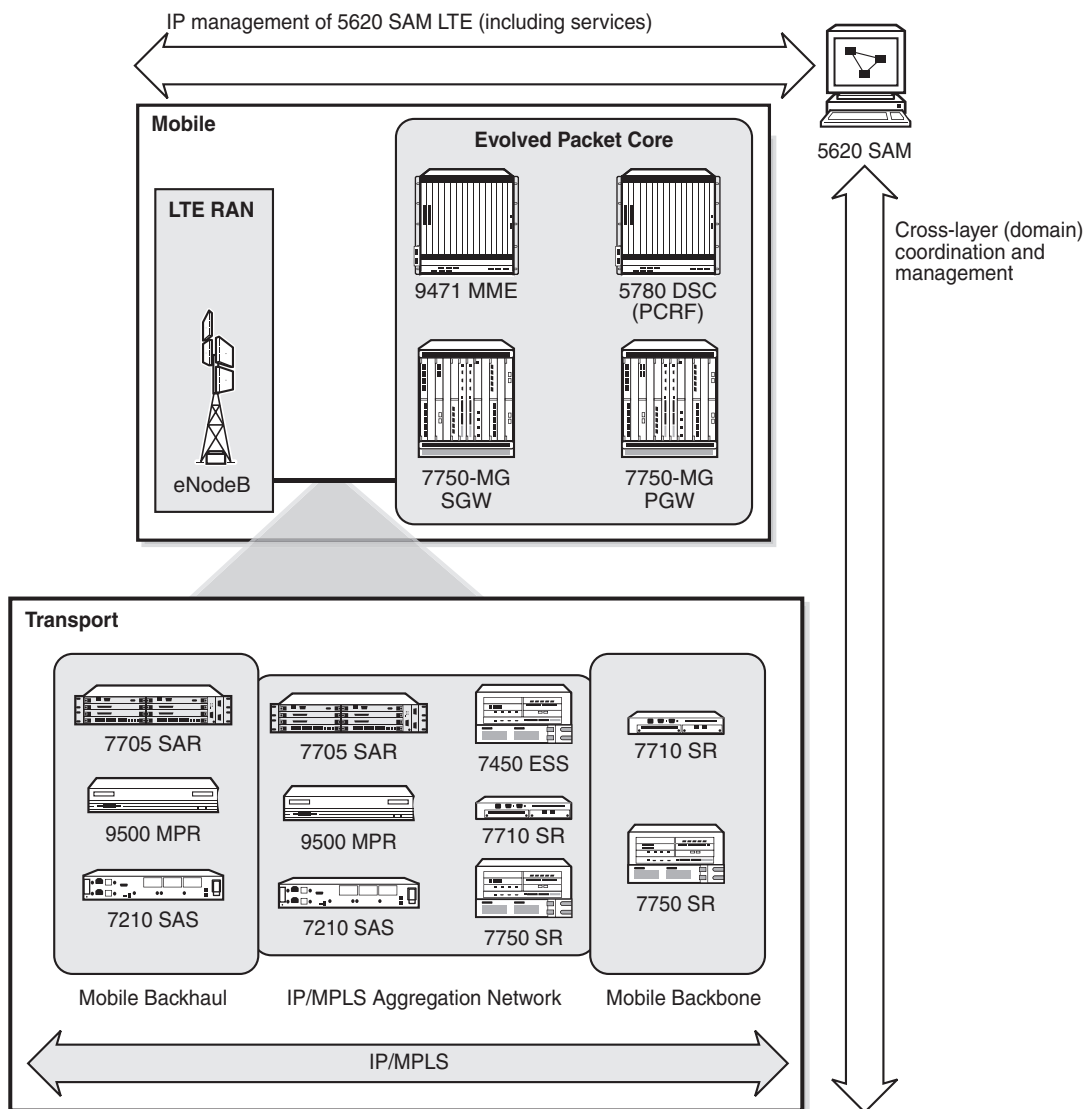 IP management of 5620 SAM LTE (including services)
5620 SAM
Cross-layer (domain)
coordination and
management
Mobile
LTE RAN
eNodeB
Evolved Packet Core
9471 MME
5780 DSC
(PCRF)
7750-MG
SGW
7750-MG
PGW
Transport
7705 SAR
9500 MPR
7210 SAS
Mobile Backhaul
7705 SAR
9500 MPR
7210 SAS
7450 ESS
7710 SR
7750 SR
IP/MPLS Aggregation Network
7710 SR
7750 SR
Mobile Backbone
IP/MPLS